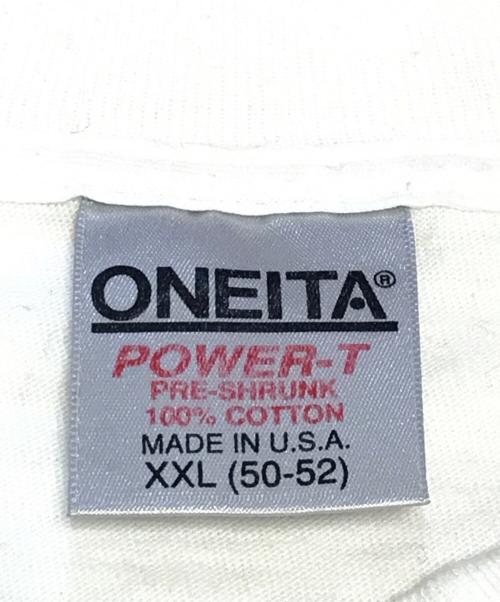 ONEITA®
POWER-T
PRE-SHRUNK
100% COTTON
MADE IN U.S.A.
XXL (50-52)